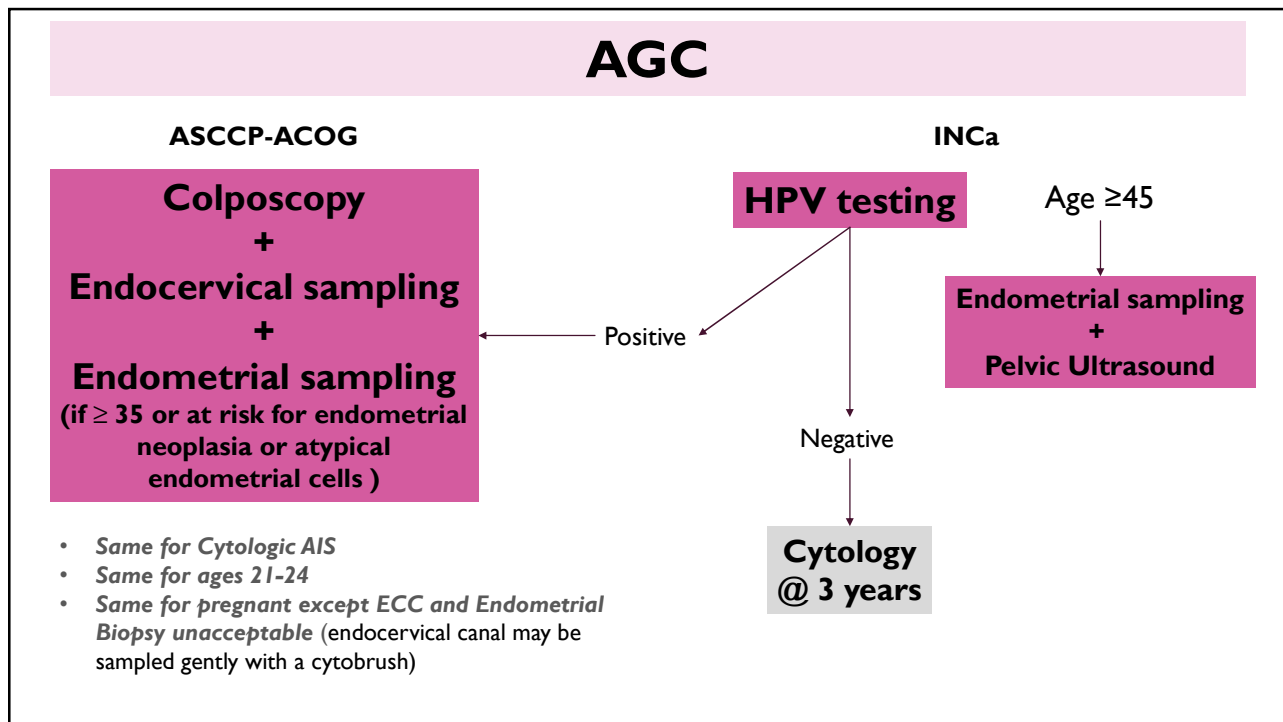 AGC
ASCCP-ACOG
Colposcopy
+
Endocervical sampling
+
Endometrial sampling
(if ≥ 35 or at risk for endometrial
neoplasia or atypical
endometrial cells )
• Same for Cytologic AIS
• Same for ages 21-24
• Same for pregnant except ECC and Endometrial
Biopsy unacceptable (endocervical canal may be
sampled gently with a cytobrush)
INCa
HPV testing
Positive
Negative
Cytology
@ 3 years
Age ≥45
Endometrial sampling
+
Pelvic Ultrasound